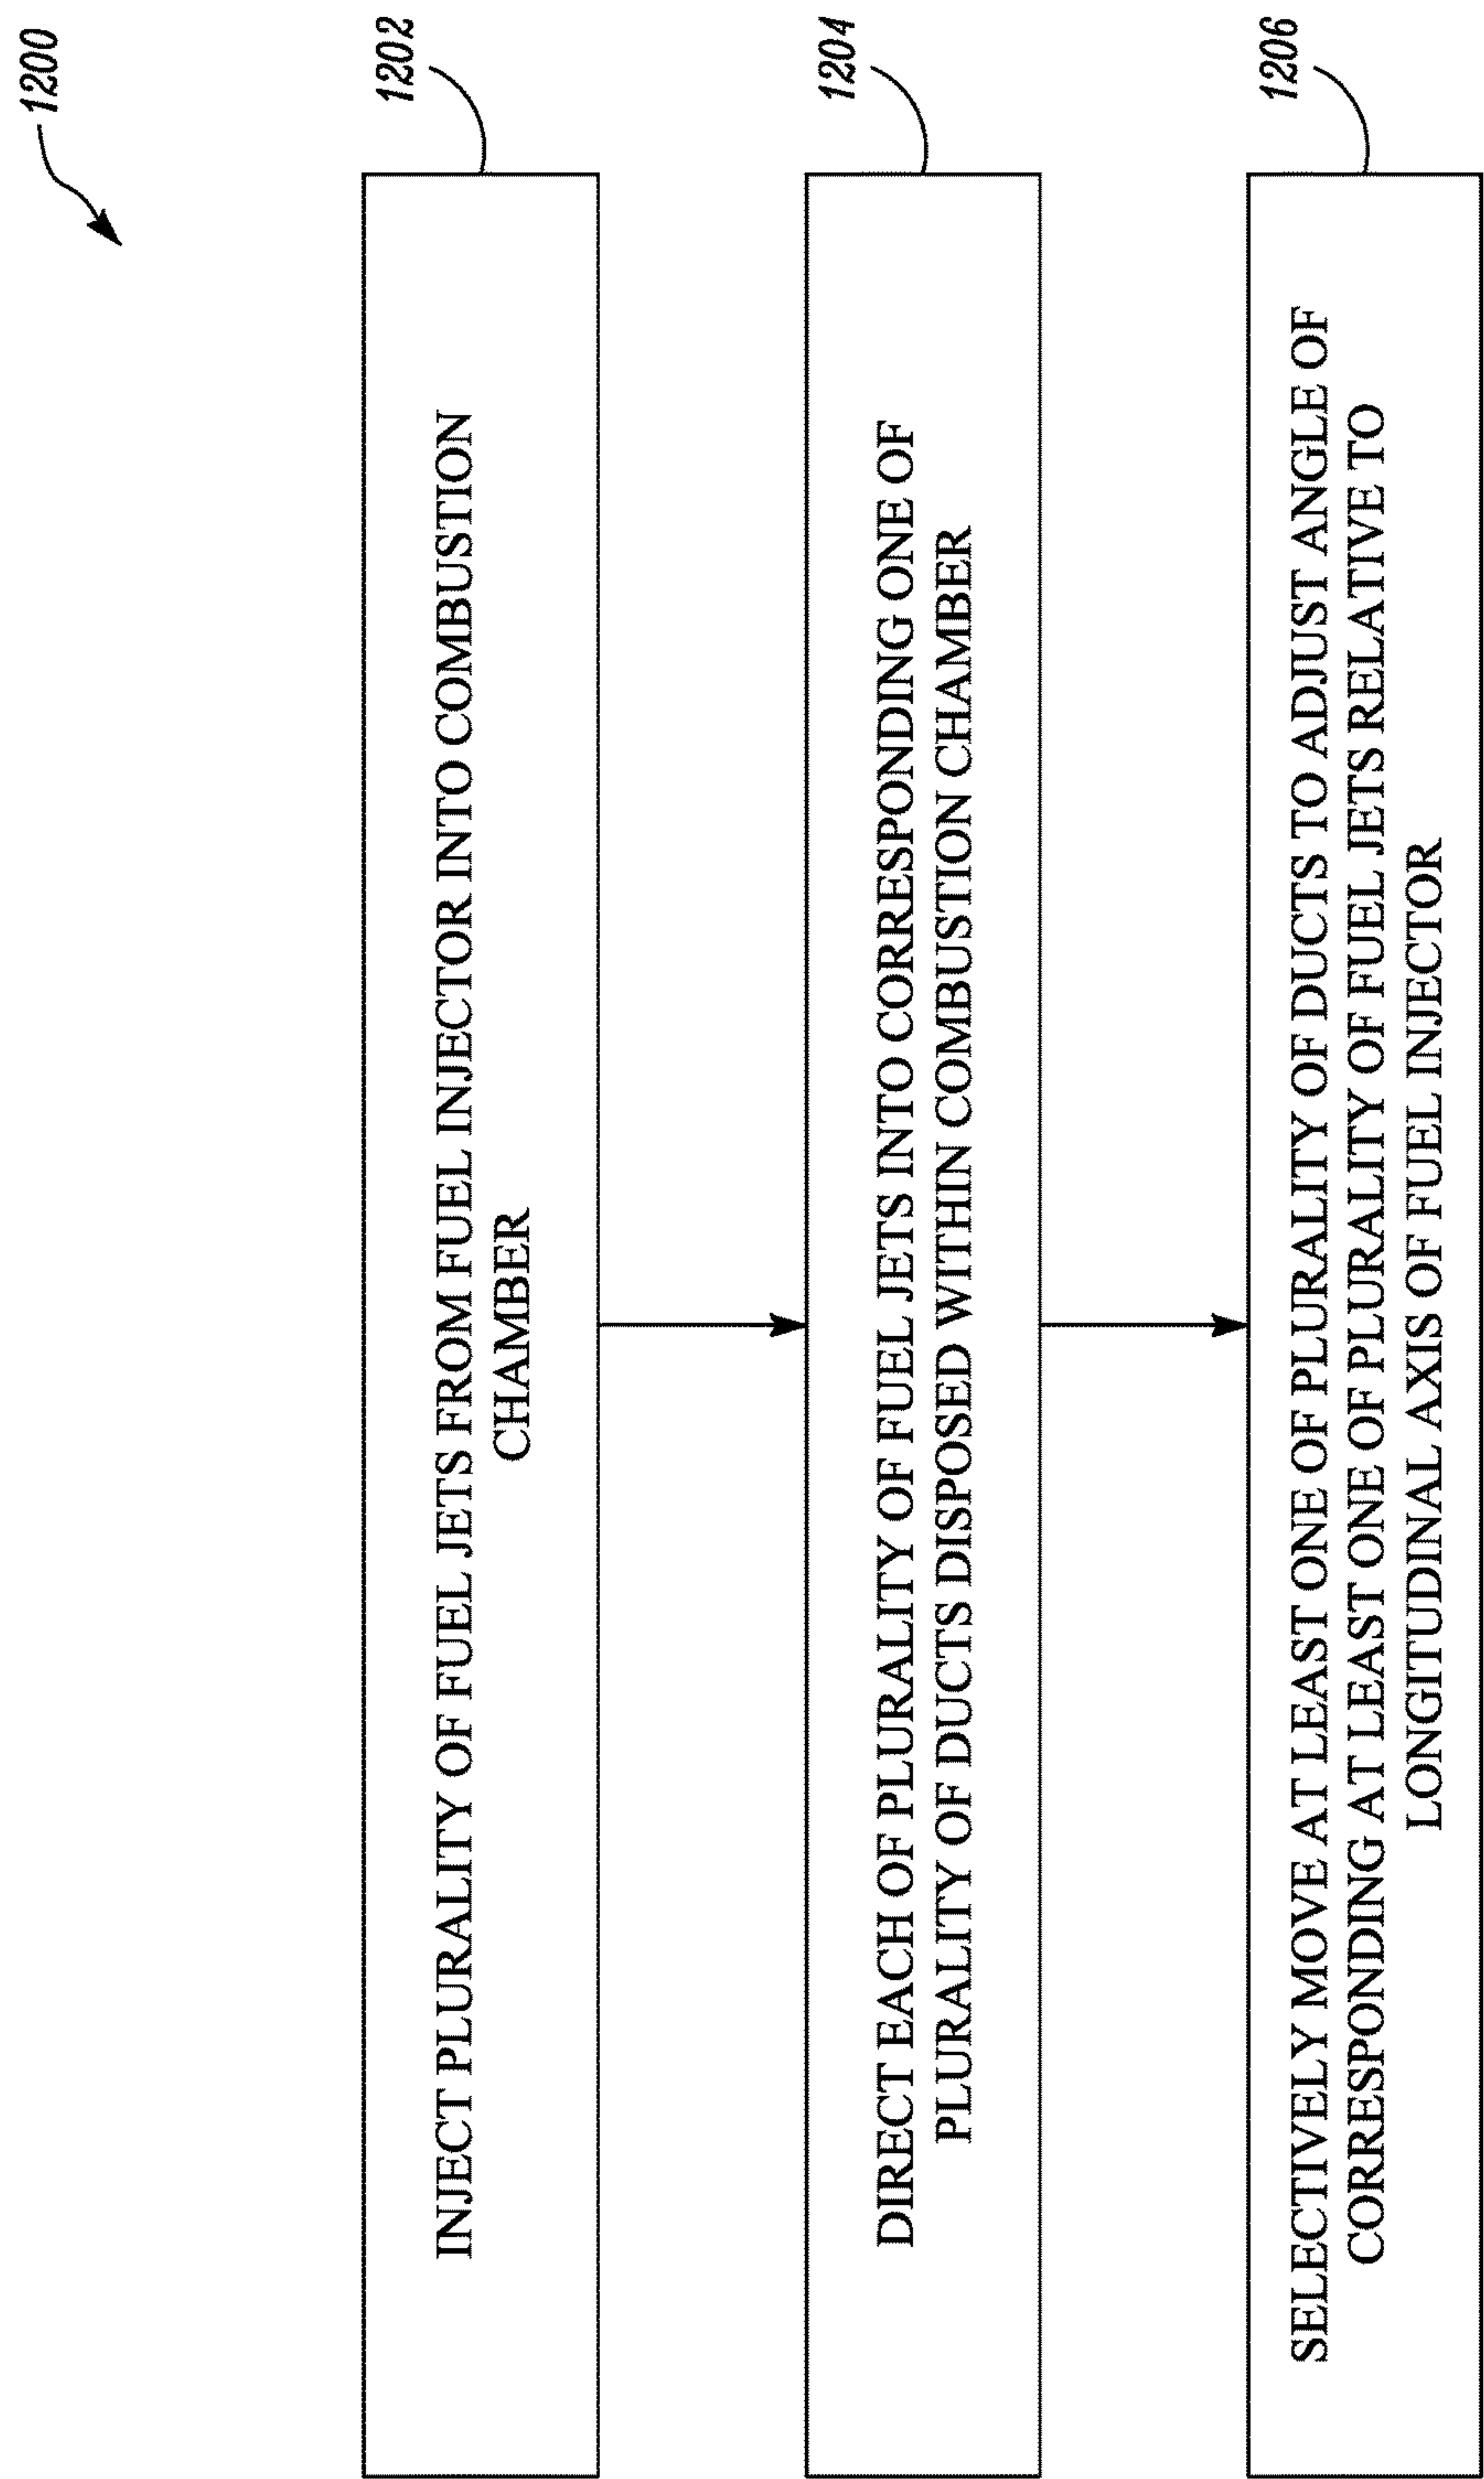 1200
1202
INJECT PLURALITY OF FUEL JETS FROM FUEL INJECTOR INTO COMBUSTION
CHAMBER
1204
DIRECT EACH OF PLURALITY OF FUEL JETS INTO CORRESPONDING ONE OF
PLURALITY OF DUCTS DISPOSED WITHIN COMBUSTION CHAMBER
1206
SELECTIVELY MOVE AT LEAST ONE OF PLURALITY OF DUCTS TO ADJUST ANGLE OF
CORRESPONDING AT LEAST ONE OF PLURALITY OF FUEL JETS RELATIVE TO
LONGITUDINAL AXIS OF FUEL INJECTOR